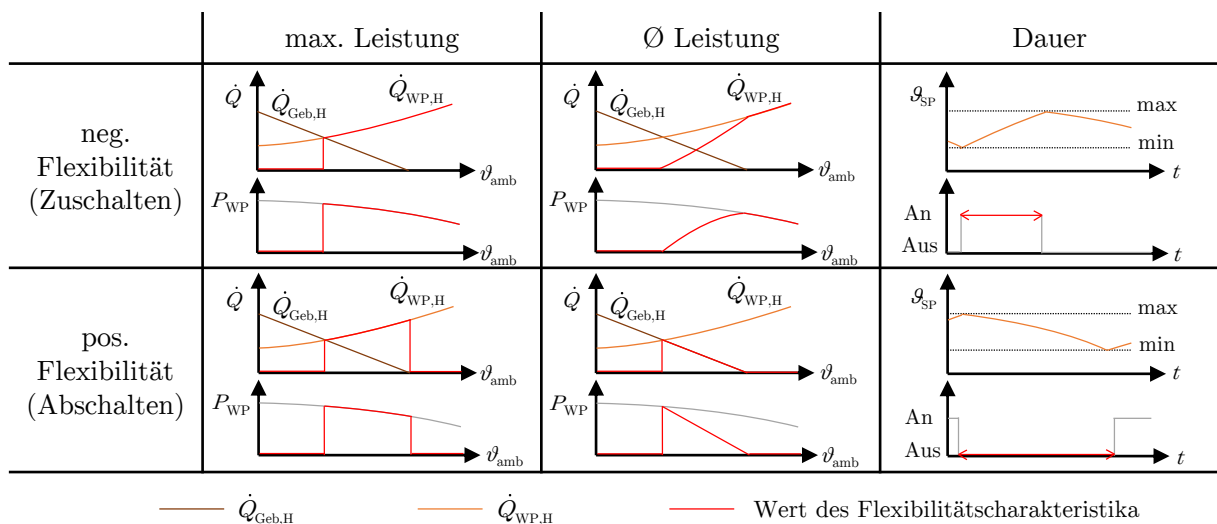 max. Leistung
Ø Leistung
Dauer
neg.
Flexibilität
(Zuschalten)
Q̇
Q̇Geb,H
Q̇WP,H
ϑamb
PWP
ϑamb
Q̇
Q̇Geb,H
Q̇WP,H
ϑamb
PWP
ϑamb
ϑSP
max
min
t
An
Aus
t
pos.
Flexibilität
(Abschalten)
Q̇
Q̇Geb,H
Q̇WP,H
ϑamb
PWP
ϑamb
Q̇
Q̇Geb,H
Q̇WP,H
ϑamb
PWP
ϑamb
ϑSP
max
min
t
An
Aus
t
Q̇Geb,H
Q̇WP,H
Wert des Flexibilitätscharakteristika